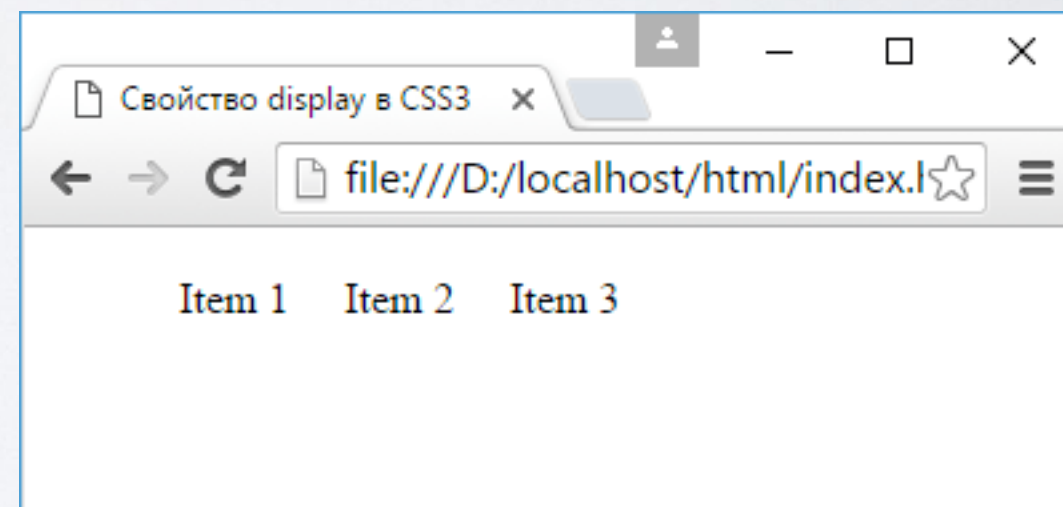 Свойство display в CSS3
file:///D:/localhost/html/index.
Item 1 Item 2 Item 3